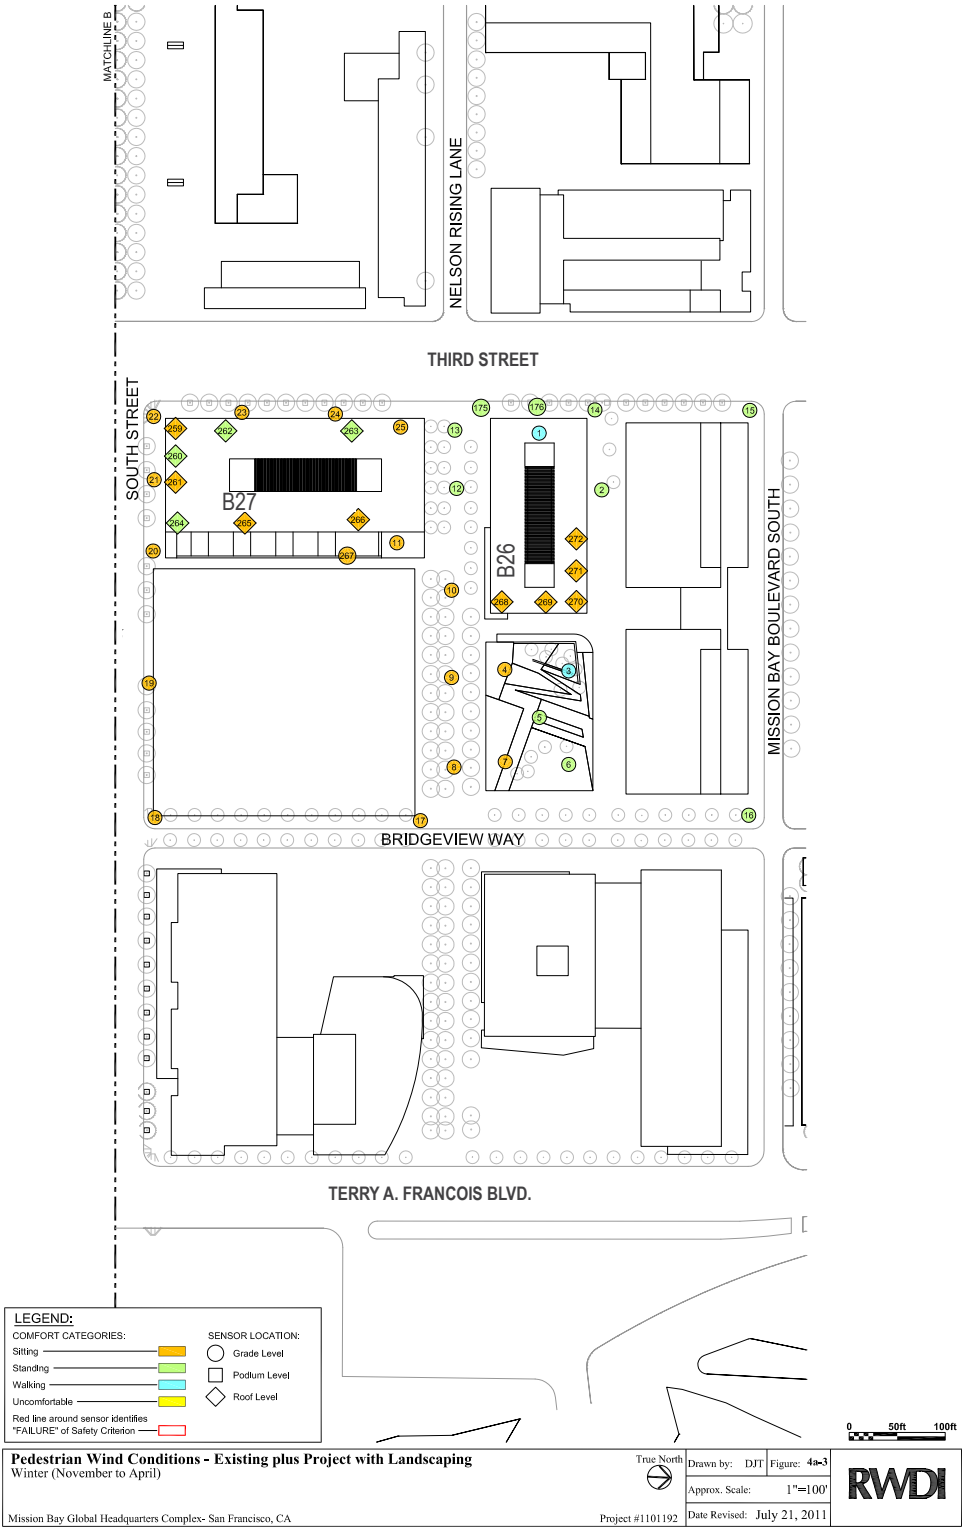 MATCHLINE B
NELSON RISING LANE
THIRD STREET
SOUTH STREET
22
23
24
25
259
262
263
260
21
261
264
265
266
B27
20
267
11
175
176
14
15
13
1
12
2
272
B26
271
10
268
269
270
MISSION BAY BOULEVARD SOUTH
19
9
4
3
5
8
7
6
18
17
16
BRIDGEVIEW WAY
TERRY A. FRANCOIS BLVD.
LEGEND:
COMFORT CATEGORIES:
Sitting
Standing
Walking
Uncomfortable
Red line around sensor identifies
"FAILURE" of Safety Criterion
SENSOR LOCATION:
Grade Level
Podium Level
Roof Level
0 50ft 100ft
Pedestrian Wind Conditions - Existing plus Project with Landscaping
Winter (November to April)
Mission Bay Global Headquarters Complex- San Francisco, CA
True North
Project #1101192
Drawn by: DJT
Figure: 4a-3
Approx. Scale: 1"=100'
Date Revised: July 21, 2011
RWDI